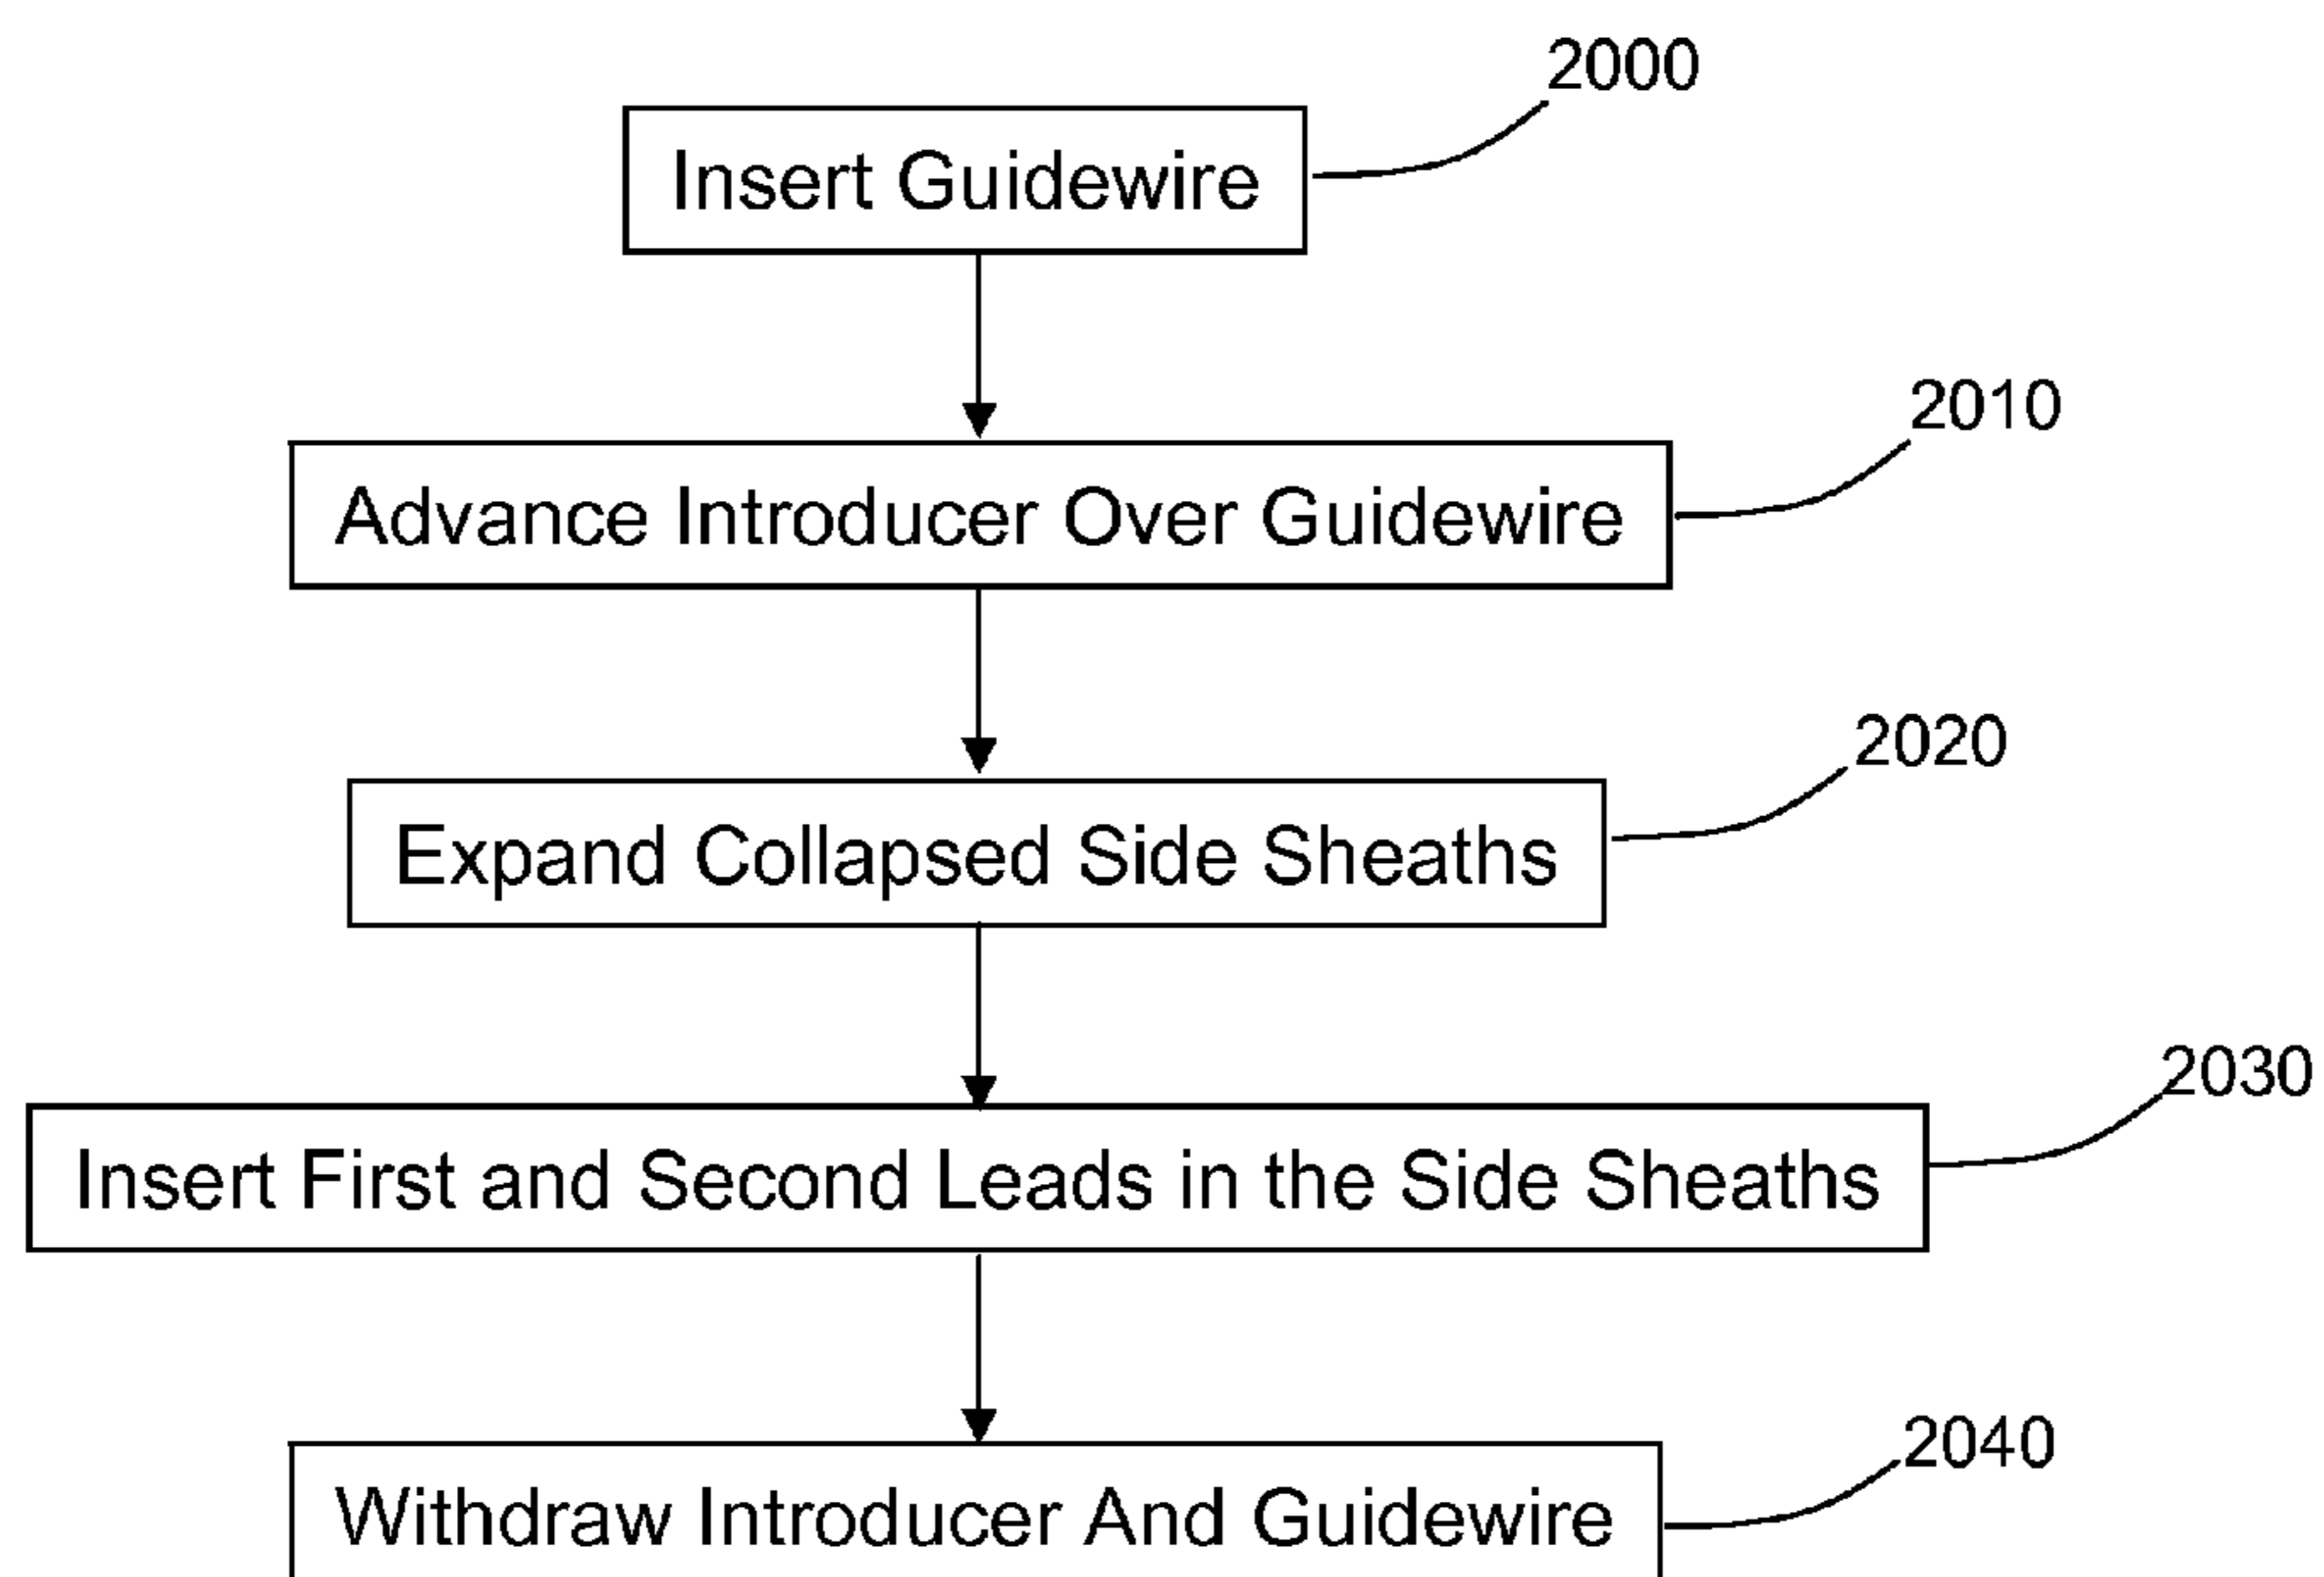 2000
Insert Guidewire
2010
Advance Introducer Over Guidewire
2020
Expand Collapsed Side Sheaths
2030
Insert First and Second Leads in the Side Sheaths
2040
Withdraw Introducer And Guidewire